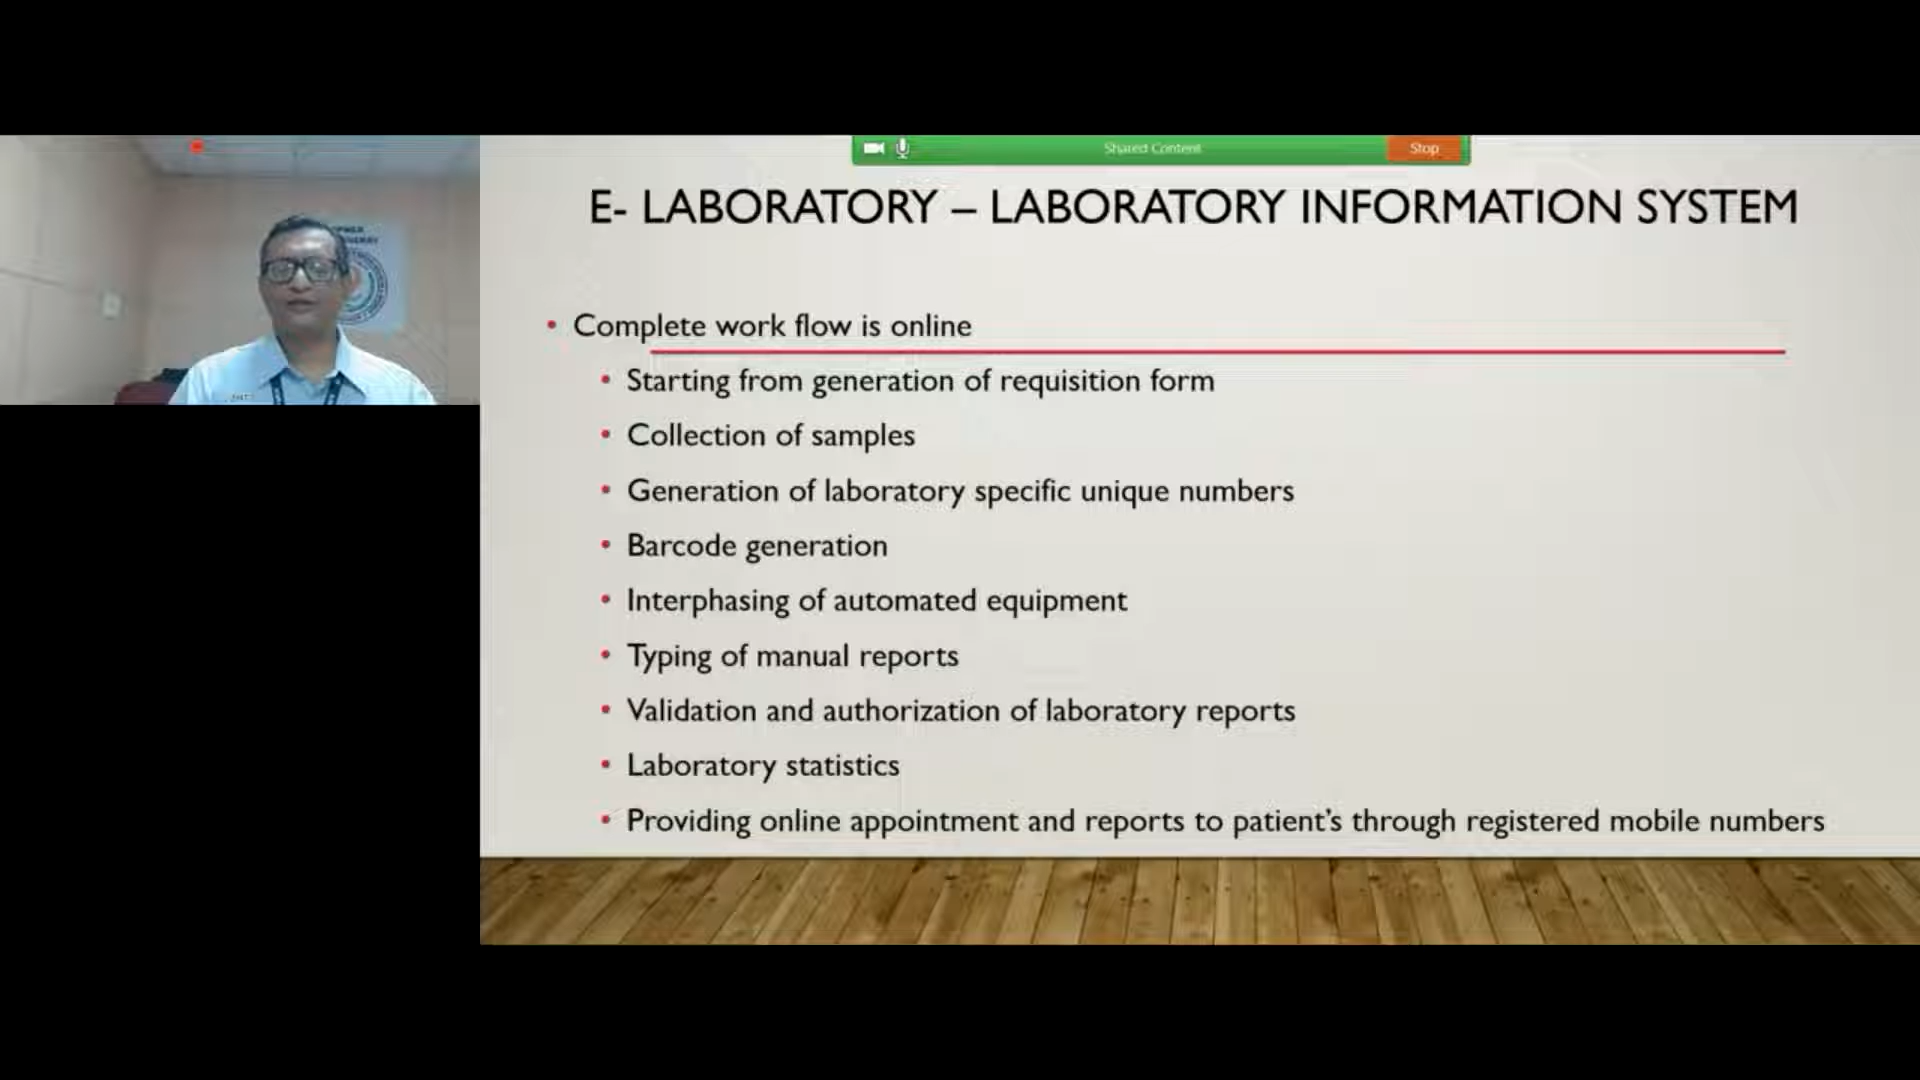 Shared Content
Stop
E- LABORATORY – LABORATORY INFORMATION SYSTEM
• Complete work flow is online
• Starting from generation of requisition form
• Collection of samples
• Generation of laboratory specific unique numbers
• Barcode generation
• Interphasing of automated equipment
• Typing of manual reports
• Validation and authorization of laboratory reports
• Laboratory statistics
• Providing online appointment and reports to patient’s through registered mobile numbers